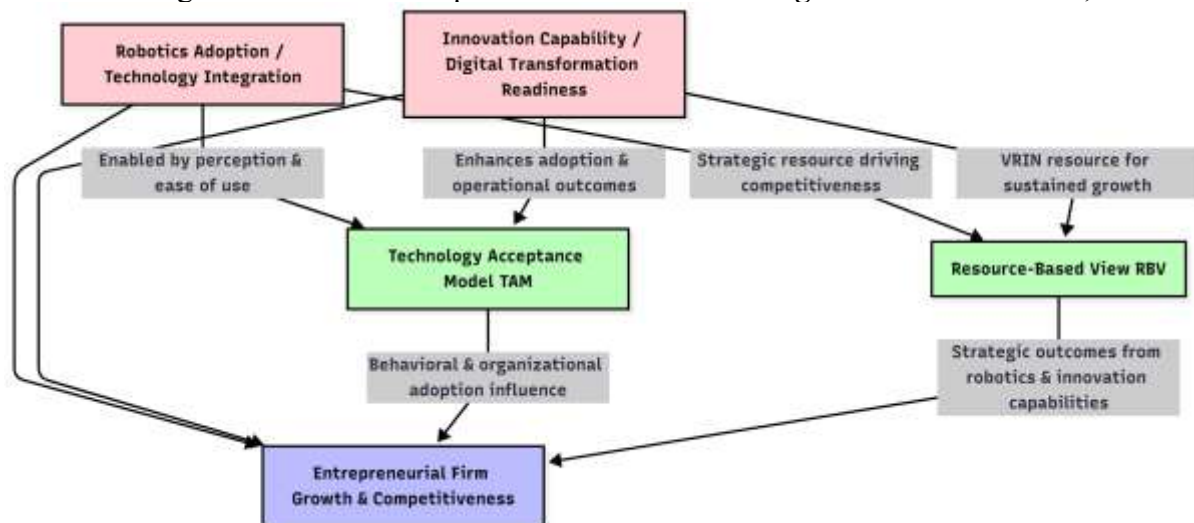 Robotics Adoption /
Technology Integration
Innovation Capability /
Digital Transformation
Readiness
Enabled by perception &
ease of use
Enhances adoption &
operational outcomes
Strategic resource driving
competitiveness
VRIN resource for
sustained growth
Technology Acceptance
Model TAM
Resource-Based View RBV
Behavioral & organizational
adoption influence
Strategic outcomes from
robotics & innovation
capabilities
Entrepreneurial Firm
Growth & Competitiveness